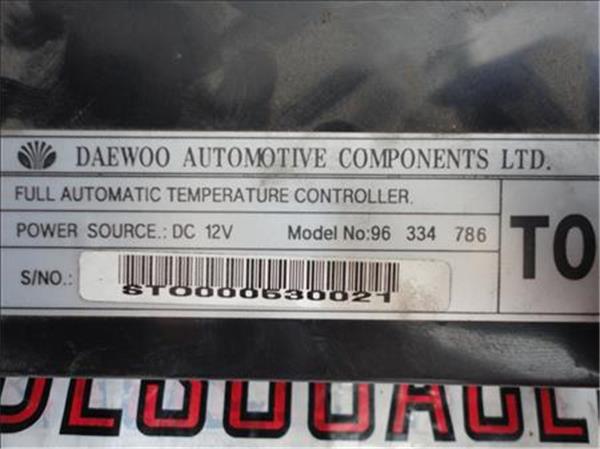 DAEWOO AUTOMOTIVE COMPONENTS LTD.
FULL AUTOMATIC TEMPERATURE CONTROLLER.
POWER SOURCE.: DC 12V Model No:96 334 786
TO
S/NO.: STO000630021